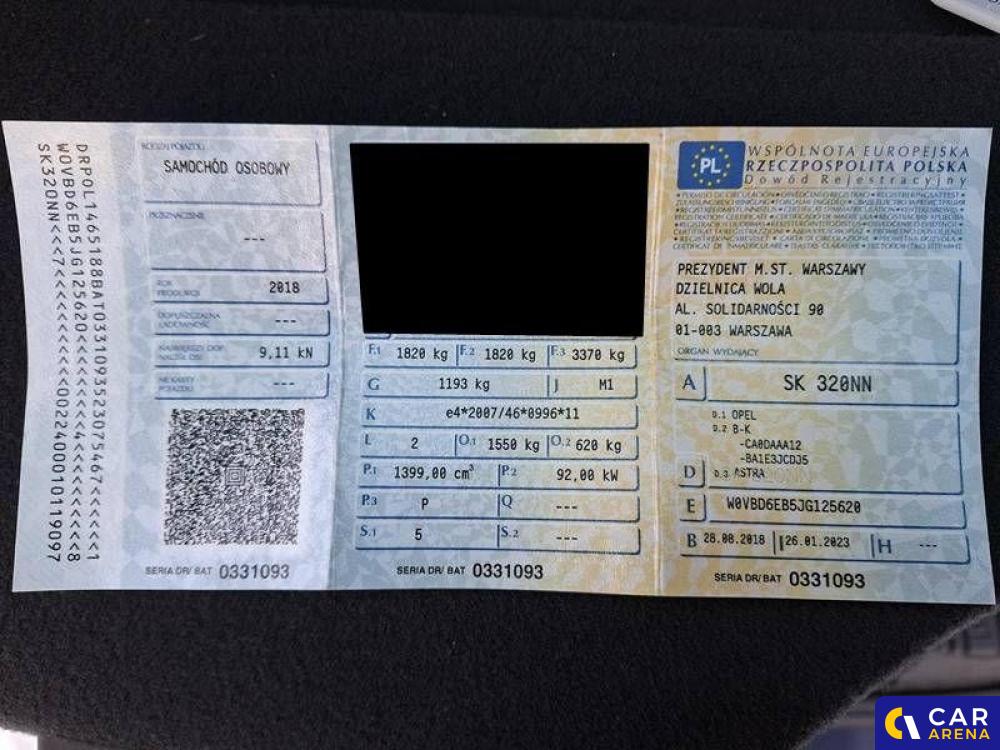 DRPOL1465188BAT0331093523075467<<<<<1
W0VBD6EB5JG125620<<<<<<<4<<<<<<<<<8
SK320NN<<<7<<<<<<<<<0022400010119097
RODZAJ POJAZDU
SAMOCHÓD OSOBOWY
PRZEZNACZENIE
---
ROK PRODUKCJI 2018
DOPUSZCZALNA ŁADOWNOŚĆ ---
NAJWIĘKSZY DOP. NACISK OSI 9,11 kN
NR KARTY POJAZDU ---
SERIA DR/ BAT 0331093
F.1 1820 kg F.2 1820 kg F.3 3370 kg
G 1193 kg J M1
K e4*2007/46*0996*11
L 2 O.1 1550 kg O.2 620 kg
P.1 1399,00 cm³ P.2 92,00 kW
P.3 P Q ---
S.1 5 S.2 ---
SERIA DR/ BAT 0331093
PL
WSPÓLNOTA EUROPEJSKA
RZECZPOSPOLITA POLSKA
Dowód Rejestracyjny
PREZYDENT M.ST. WARSZAWY
DZIELNICA WOLA
AL. SOLIDARNOŚCI 90
01-003 WARSZAWA
ORGAN WYDAJĄCY
A SK 320NN
D.1 OPEL
D.2 B-K
-CA0DAAA12
-BA1E3JCDJ5
D D.3 ASTRA
E W0VBD6EB5JG125620
B 28.08.2018 I 26.01.2023 H ---
SERIA DR/ BAT 0331093
CAR
ARENA